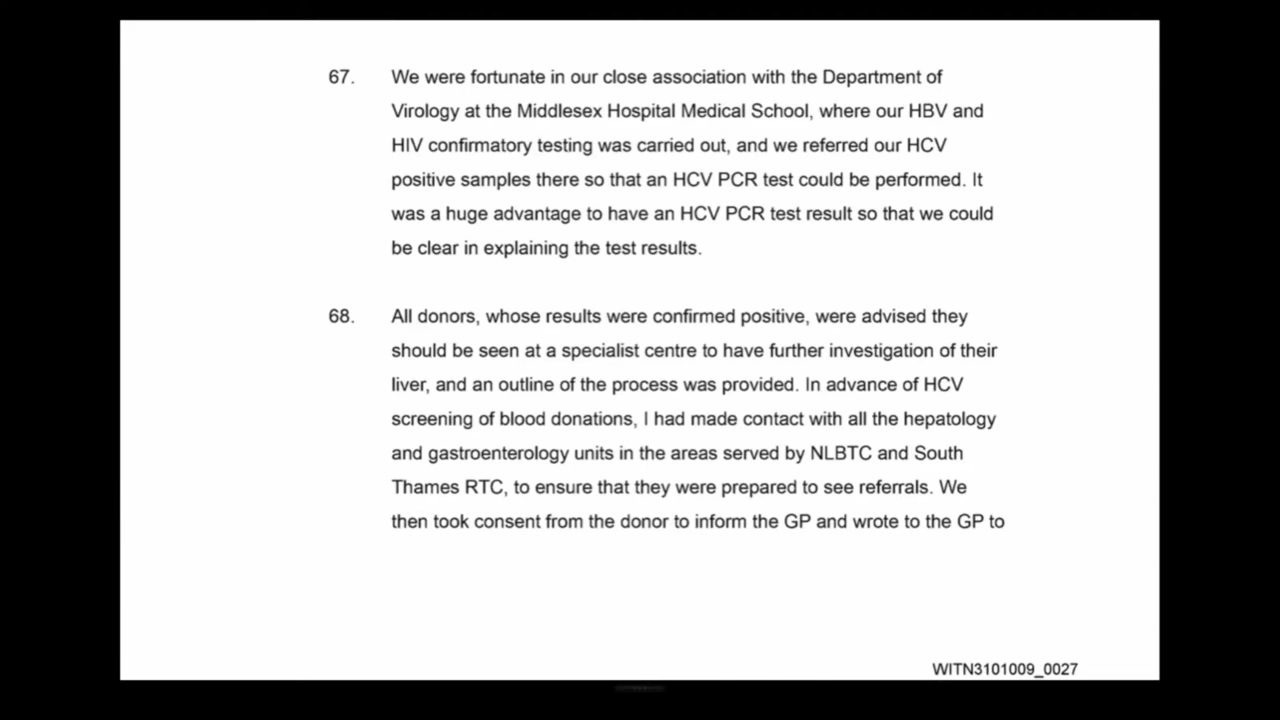 67. We were fortunate in our close association with the Department of
Virology at the Middlesex Hospital Medical School, where our HBV and
HIV confirmatory testing was carried out, and we referred our HCV
positive samples there so that an HCV PCR test could be performed. It
was a huge advantage to have an HCV PCR test result so that we could
be clear in explaining the test results.
68. All donors, whose results were confirmed positive, were advised they
should be seen at a specialist centre to have further investigation of their
liver, and an outline of the process was provided. In advance of HCV
screening of blood donations, I had made contact with all the hepatology
and gastroenterology units in the areas served by NLBTC and South
Thames RTC, to ensure that they were prepared to see referrals. We
then took consent from the donor to inform the GP and wrote to the GP to
WITN3101009_0027